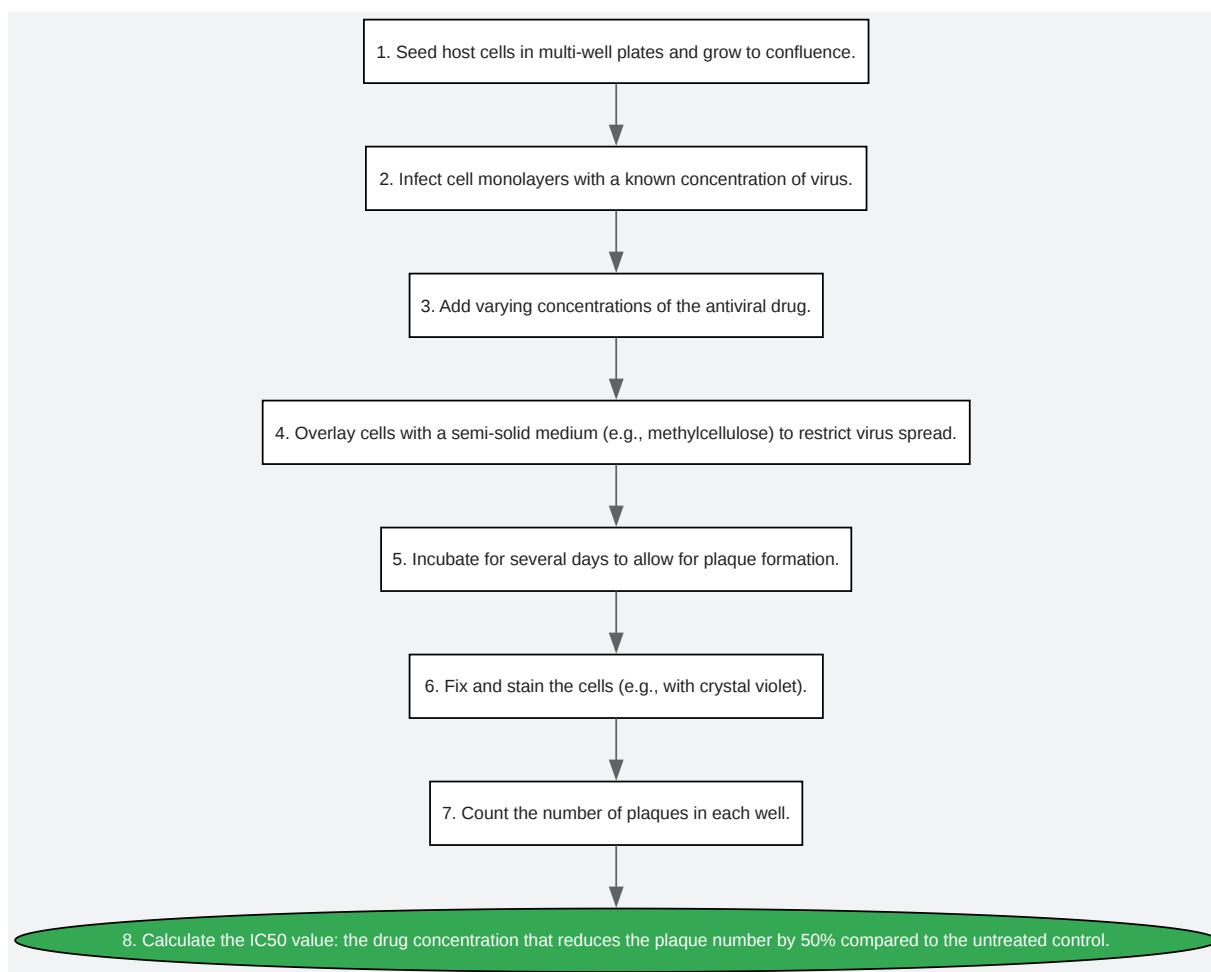 1. Seed host cells in multi-well plates and grow to confluence.
2. Infect cell monolayers with a known concentration of virus.
3. Add varying concentrations of the antiviral drug.
4. Overlay cells with a semi-solid medium (e.g., methylcellulose) to restrict virus spread.
5. Incubate for several days to allow for plaque formation.
6. Fix and stain the cells (e.g., with crystal violet).
7. Count the number of plaques in each well.
8. Calculate the IC50 value: the drug concentration that reduces the plaque number by 50% compared to the untreated control.